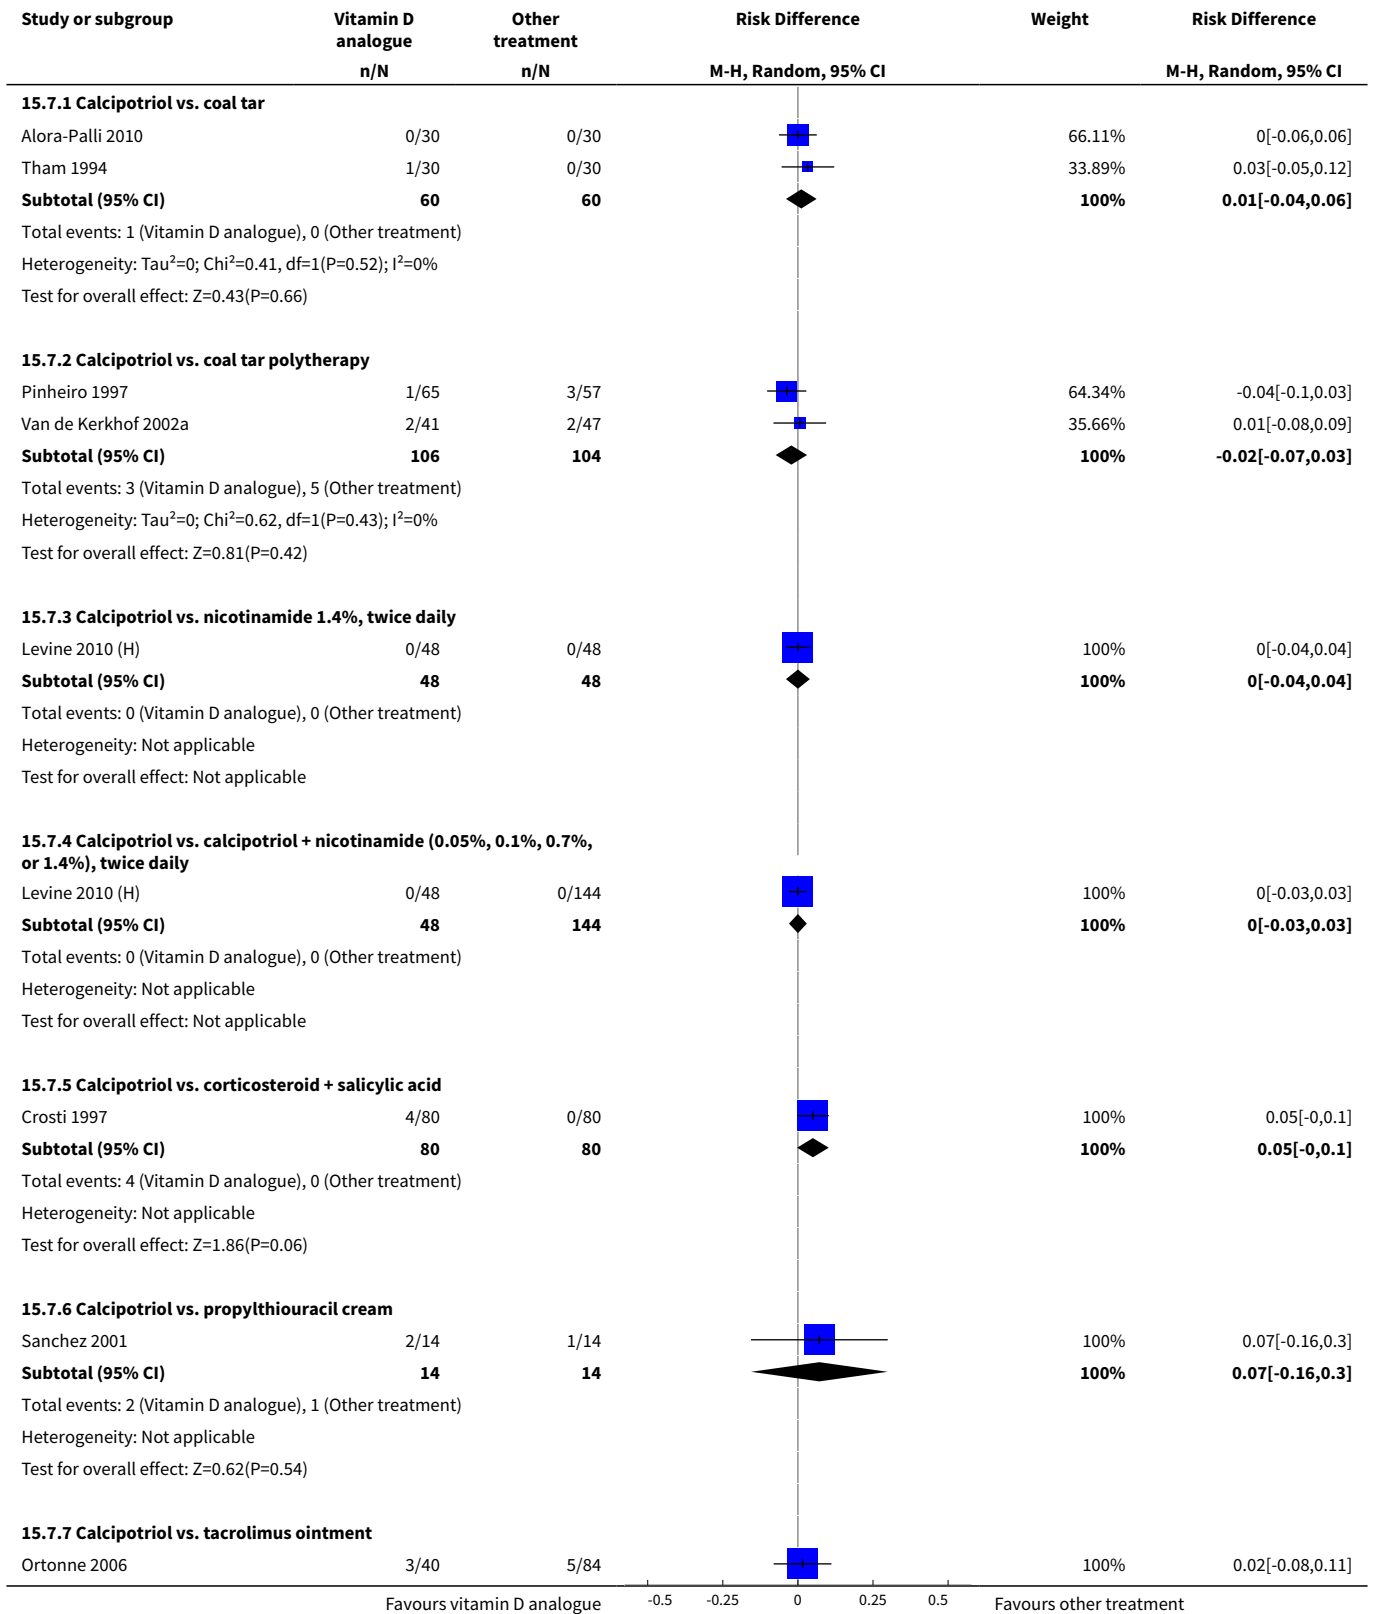 Study or subgroup Vitamin D analogue Other treatment Risk Difference Weight Risk Difference
n/N n/N M-H, Random, 95% CI M-H, Random, 95% CI
15.7.1 Calcipotriol vs. coal tar
Alora-Palli 2010 0/30 0/30 66.11% 0[-0.06,0.06]
Tham 1994 1/30 0/30 33.89% 0.03[-0.05,0.12]
Subtotal (95% CI) 60 60 100% 0.01[-0.04,0.06]
Total events: 1 (Vitamin D analogue), 0 (Other treatment)
Heterogeneity: Tau²=0; Chi²=0.41, df=1(P=0.52); I²=0%
Test for overall effect: Z=0.43(P=0.66)
15.7.2 Calcipotriol vs. coal tar polytherapy
Pinheiro 1997 1/65 3/57 64.34% -0.04[-0.1,0.03]
Van de Kerkhof 2002a 2/41 2/47 35.66% 0.01[-0.08,0.09]
Subtotal (95% CI) 106 104 100% -0.02[-0.07,0.03]
Total events: 3 (Vitamin D analogue), 5 (Other treatment)
Heterogeneity: Tau²=0; Chi²=0.62, df=1(P=0.43); I²=0%
Test for overall effect: Z=0.81(P=0.42)
15.7.3 Calcipotriol vs. nicotinamide 1.4%, twice daily
Levine 2010 (H) 0/48 0/48 100% 0[-0.04,0.04]
Subtotal (95% CI) 48 48 100% 0[-0.04,0.04]
Total events: 0 (Vitamin D analogue), 0 (Other treatment)
Heterogeneity: Not applicable
Test for overall effect: Not applicable
15.7.4 Calcipotriol vs. calcipotriol + nicotinamide (0.05%, 0.1%, 0.7%,
or 1.4%), twice daily
Levine 2010 (H) 0/48 0/144 100% 0[-0.03,0.03]
Subtotal (95% CI) 48 144 100% 0[-0.03,0.03]
Total events: 0 (Vitamin D analogue), 0 (Other treatment)
Heterogeneity: Not applicable
Test for overall effect: Not applicable
15.7.5 Calcipotriol vs. corticosteroid + salicylic acid
Crosti 1997 4/80 0/80 100% 0.05[-0,0.1]
Subtotal (95% CI) 80 80 100% 0.05[-0,0.1]
Total events: 4 (Vitamin D analogue), 0 (Other treatment)
Heterogeneity: Not applicable
Test for overall effect: Z=1.86(P=0.06)
15.7.6 Calcipotriol vs. propylthiouracil cream
Sanchez 2001 2/14 1/14 100% 0.07[-0.16,0.3]
Subtotal (95% CI) 14 14 100% 0.07[-0.16,0.3]
Total events: 2 (Vitamin D analogue), 1 (Other treatment)
Heterogeneity: Not applicable
Test for overall effect: Z=0.62(P=0.54)
15.7.7 Calcipotriol vs. tacrolimus ointment
Ortonne 2006 3/40 5/84 100% 0.02[-0.08,0.11]
Favours vitamin D analogue -0.5 -0.25 0 0.25 0.5 Favours other treatment